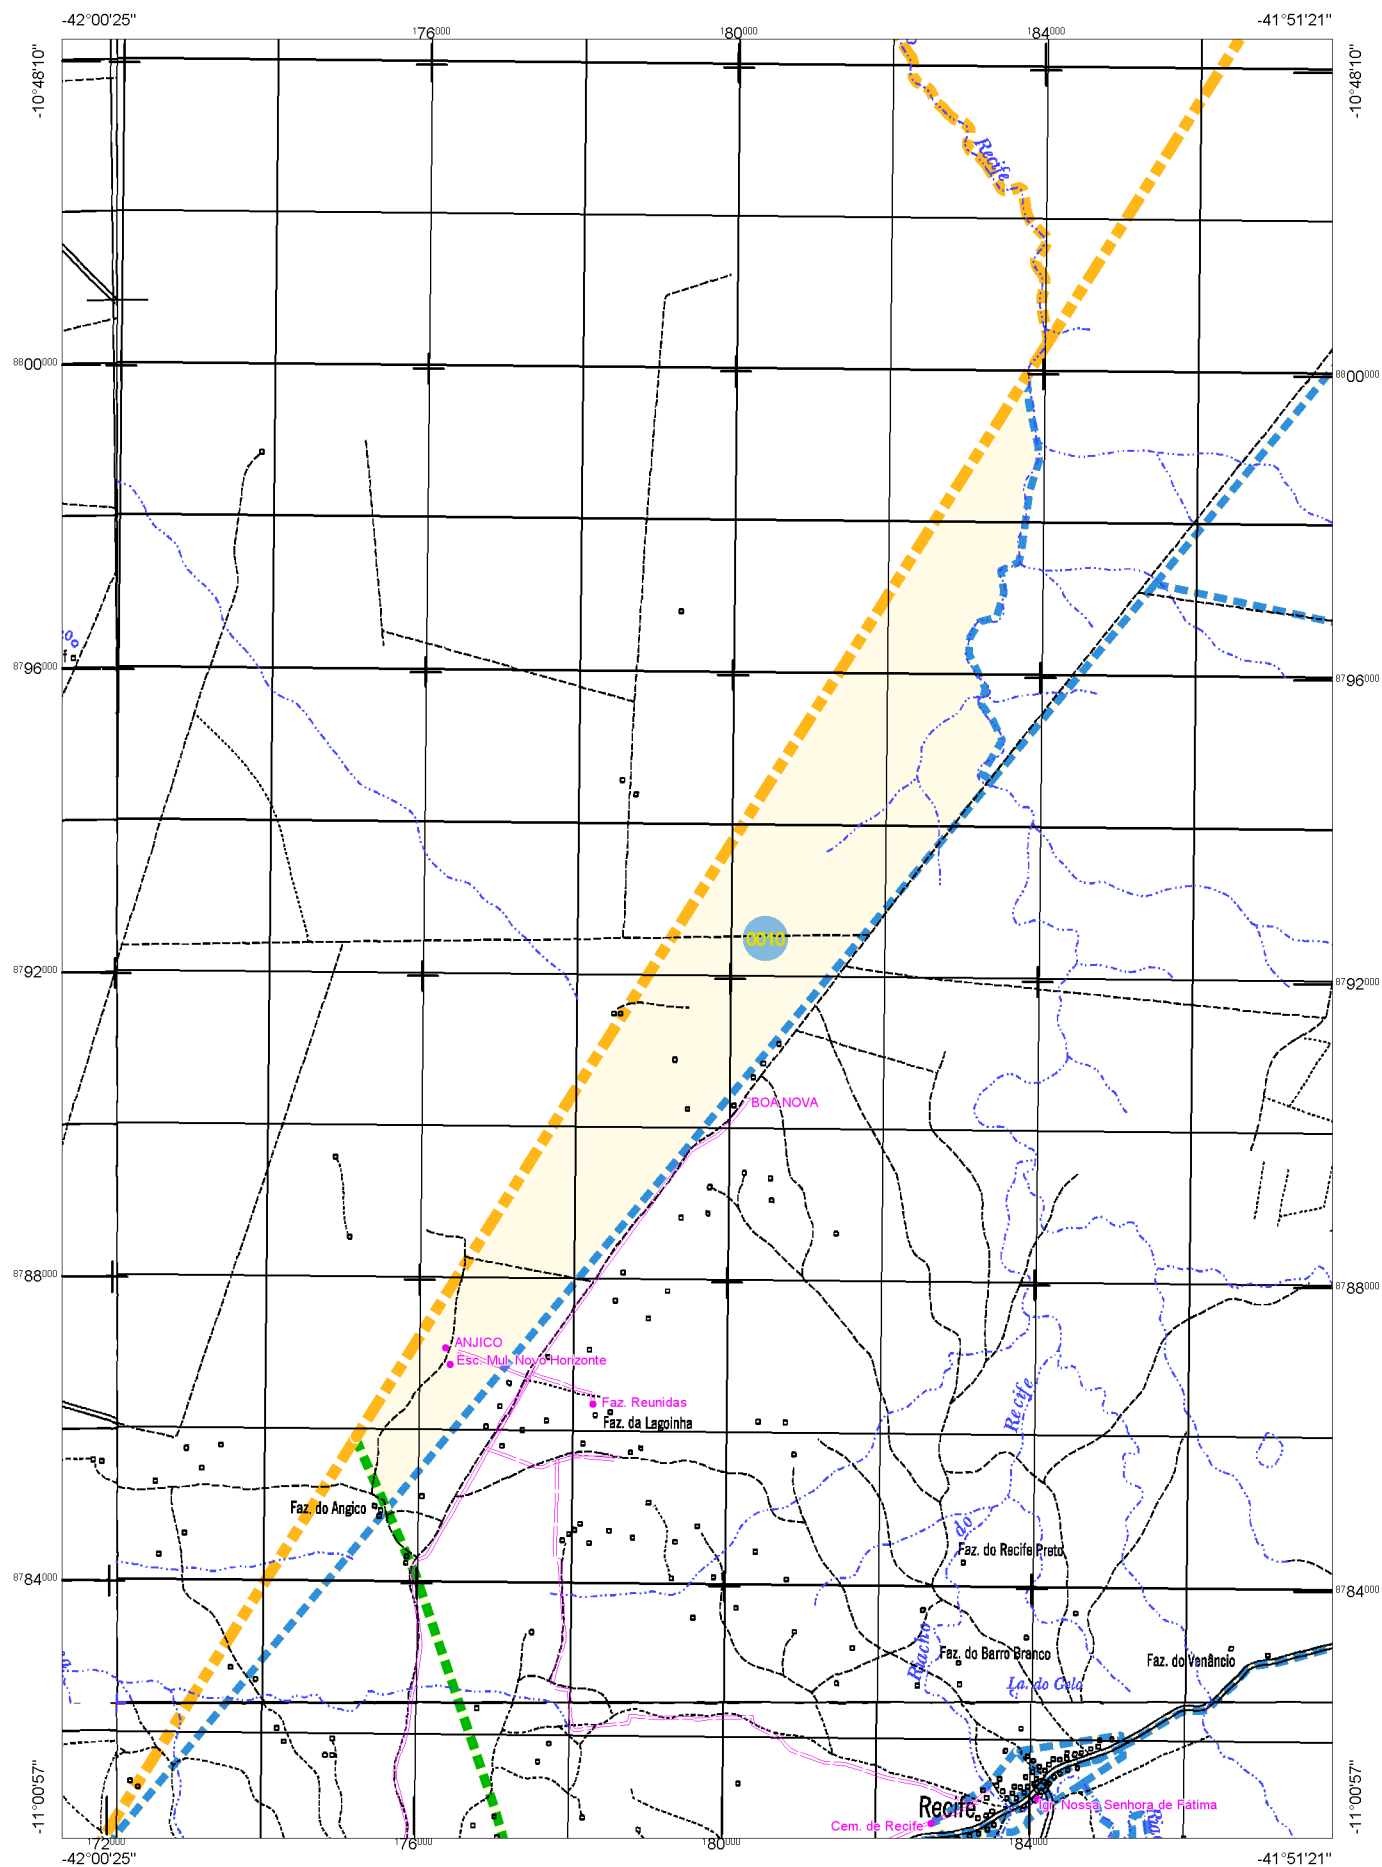 -42°00'25"
-41°51'21"
176000
180000
184000
-10°48'10"
-10°48'10"
Recife
8800000
8800000
8796000
8796000
0010
8792000
8792000
BOA NOVA
8788000
8788000
ANJICO
Esc. Mul. Novo Horizonte
Faz. Reunidas
Faz. da Lagoinha
Recife
Faz. do Angico
do
Faz. do Recife Preto
8784000
8784000
Riacho
Faz. do Barro Branco
Faz. do Venâncio
La. do Gelo
-11°00'57"
-11°00'57"
Recife
Igr. Nossa Senhora de Fátima
Cem. de Recife
172000
176000
180000
184000
-42°00'25"
-41°51'21"